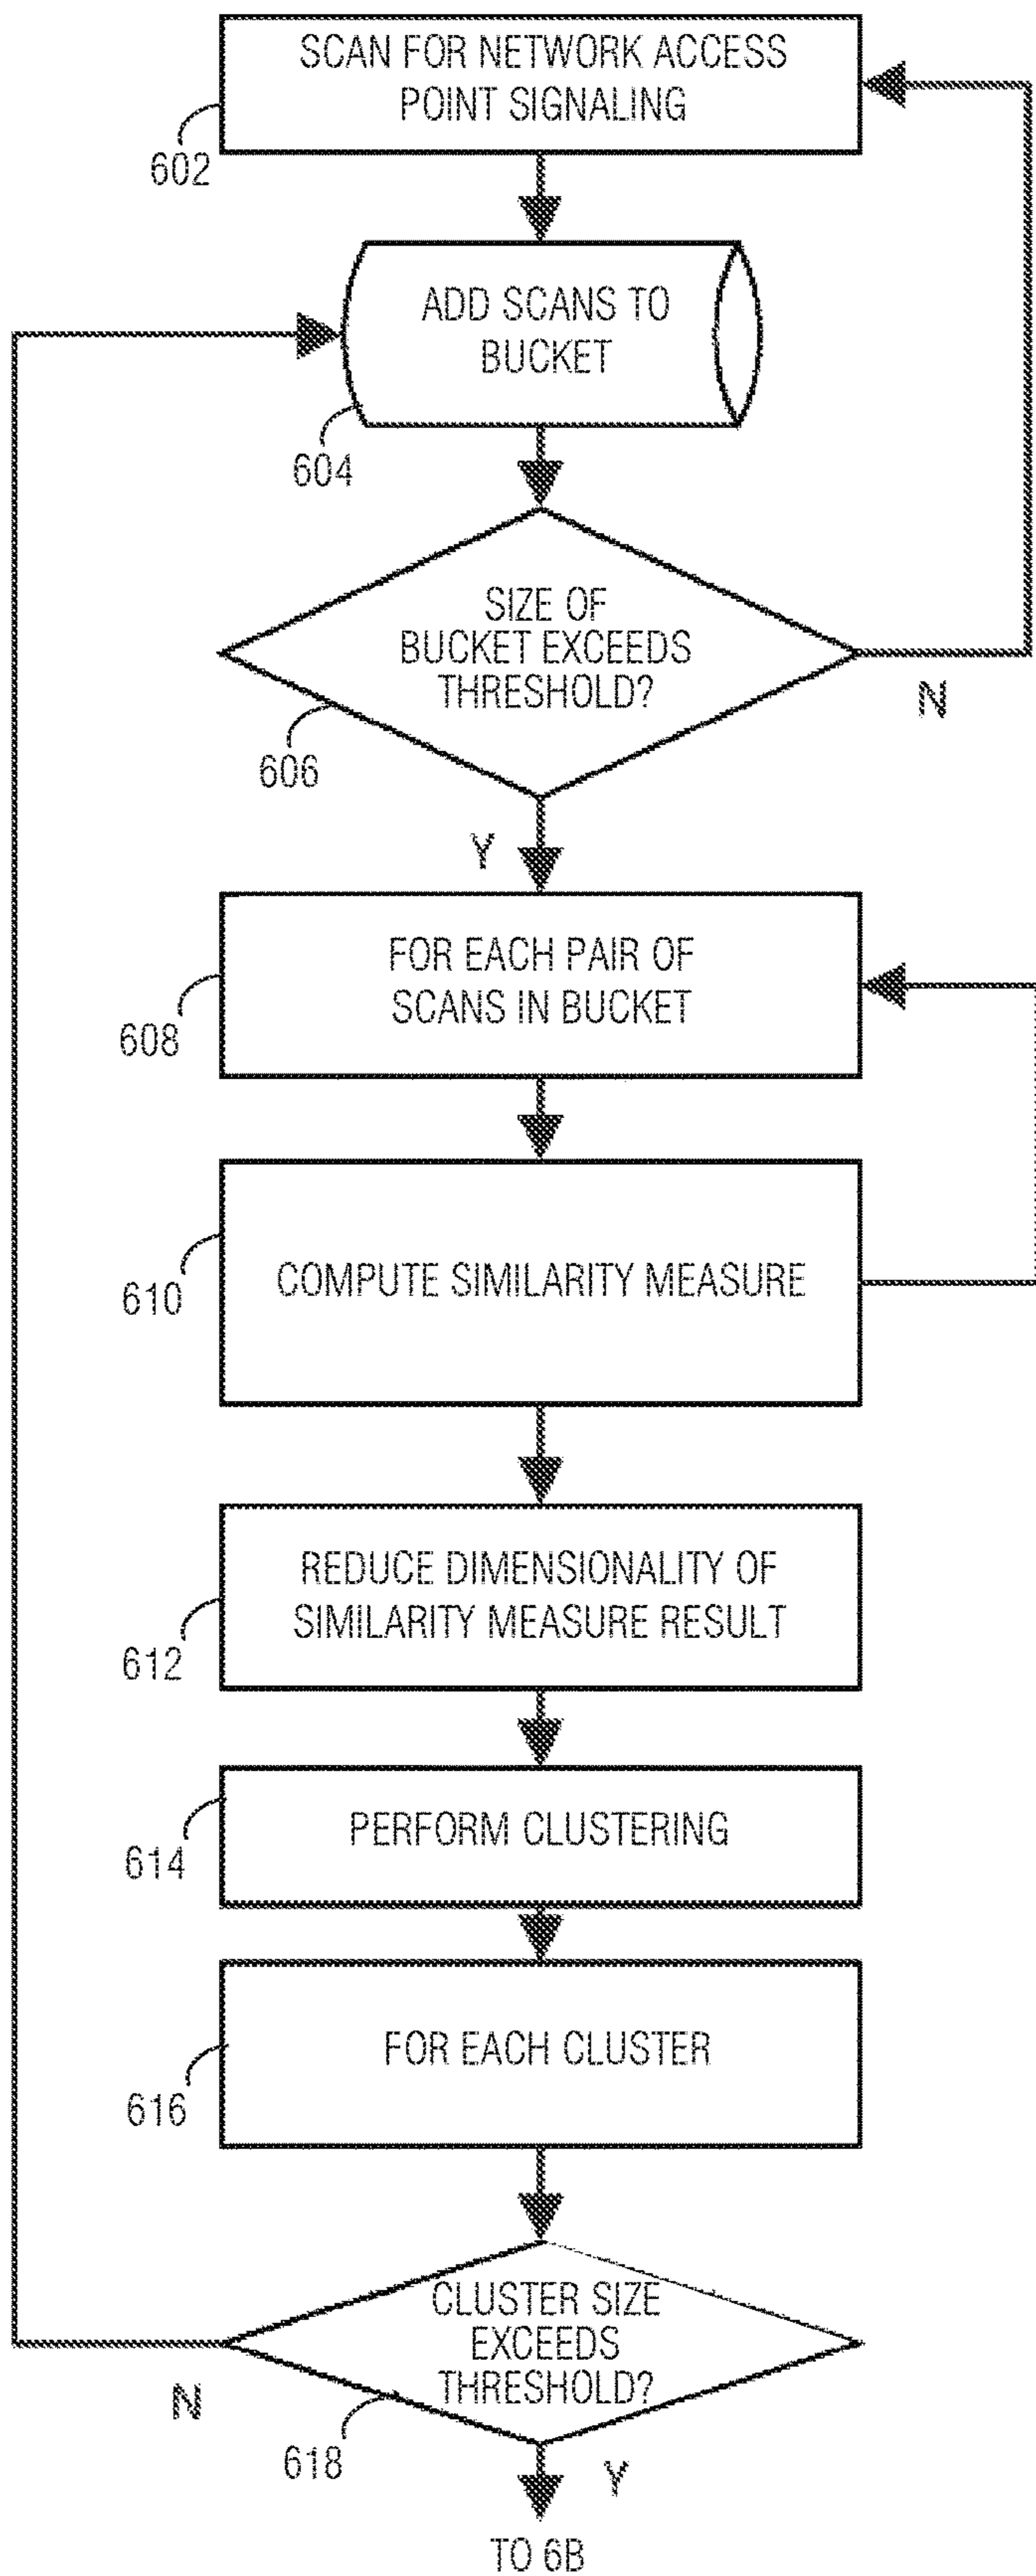 SCAN FOR NETWORK ACCESS
POINT SIGNALING
602
ADD SCANS TO
BUCKET
604
SIZE OF
BUCKET EXCEEDS
THRESHOLD?
606
N
Y
FOR EACH PAIR OF
SCANS IN BUCKET
608
COMPUTE SIMILARITY MEASURE
610
REDUCE DIMENSIONALITY OF
SIMILARITY MEASURE RESULT
612
PERFORM CLUSTERING
614
FOR EACH CLUSTER
616
CLUSTER SIZE
EXCEEDS
THRESHOLD?
N
618
Y
TO 6B